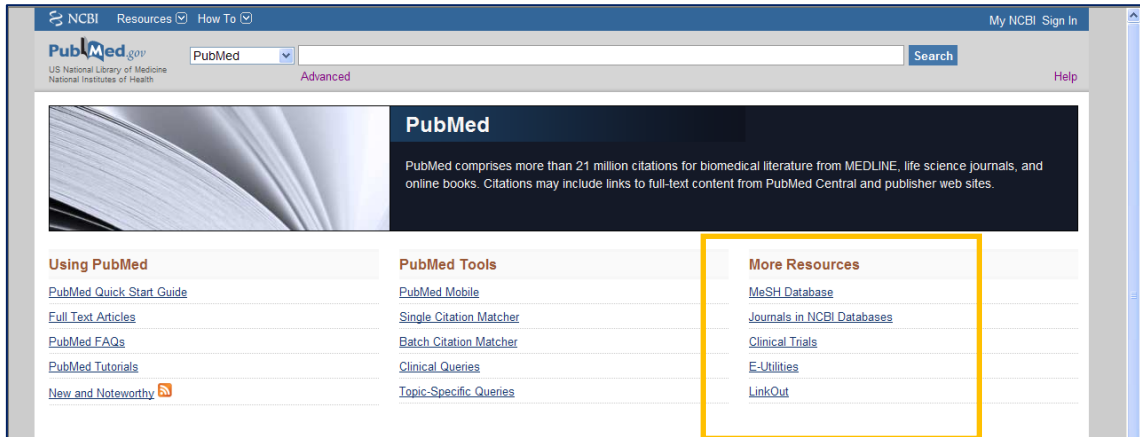 NCBI Resources How To My NCBI Sign In
PubMed.gov
US National Library of Medicine
National Institutes of Health
PubMed
Search
Advanced
Help
PubMed
PubMed comprises more than 21 million citations for biomedical literature from MEDLINE, life science journals, and
online books. Citations may include links to full-text content from PubMed Central and publisher web sites.
Using PubMed
PubMed Quick Start Guide
Full Text Articles
PubMed FAQs
PubMed Tutorials
New and Noteworthy
PubMed Tools
PubMed Mobile
Single Citation Matcher
Batch Citation Matcher
Clinical Queries
Topic-Specific Queries
More Resources
MeSH Database
Journals in NCBI Databases
Clinical Trials
E-Utilities
LinkOut